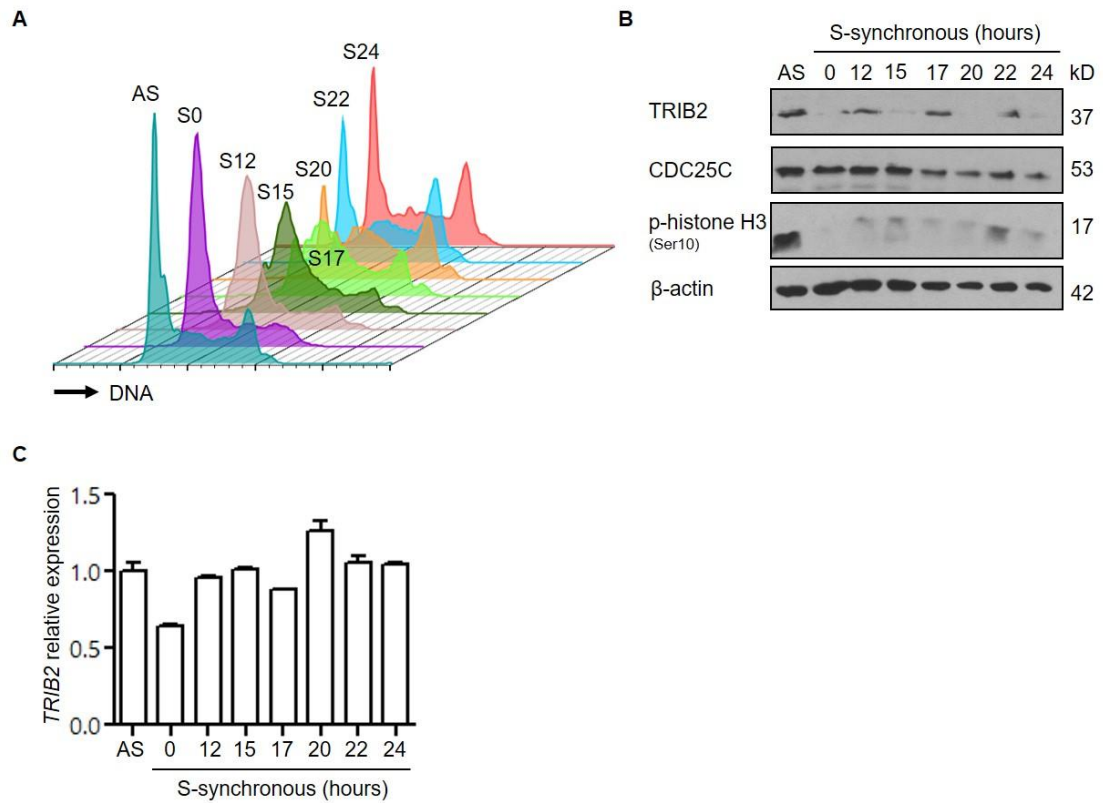 A
AS
S0
S12
S15
S17
S20
S22
S24
DNA
B
S-synchronous (hours)
AS 0 12 15 17 20 22 24 kD
TRIB2 37
CDC25C 53
p-histone H3 17
(Ser10)
β-actin 42
C
TRIB2 relative expression
1.5
1.0
0.5
0.0
AS 0 12 15 17 20 22 24
S-synchronous (hours)